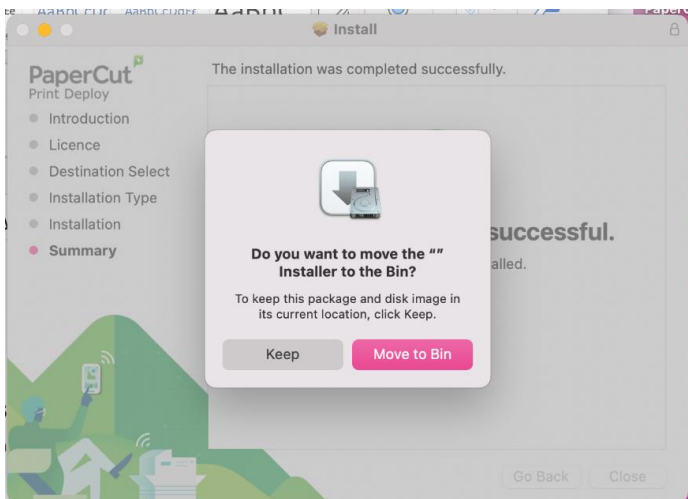 AaBbCcDdEe
Install
PaperCut
Print Deploy
The installation was completed successfully.
Introduction
Licence
Destination Select
Installation Type
Installation
Summary
successful.
alled.
Do you want to move the “”
Installer to the Bin?
To keep this package and disk image in
its current location, click Keep.
Keep
Move to Bin
Go Back
Close